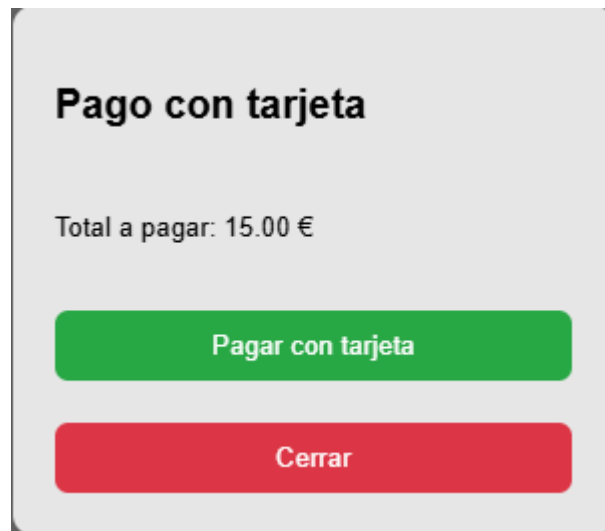 Pago con tarjeta
Total a pagar: 15.00 €
Pagar con tarjeta
Cerrar